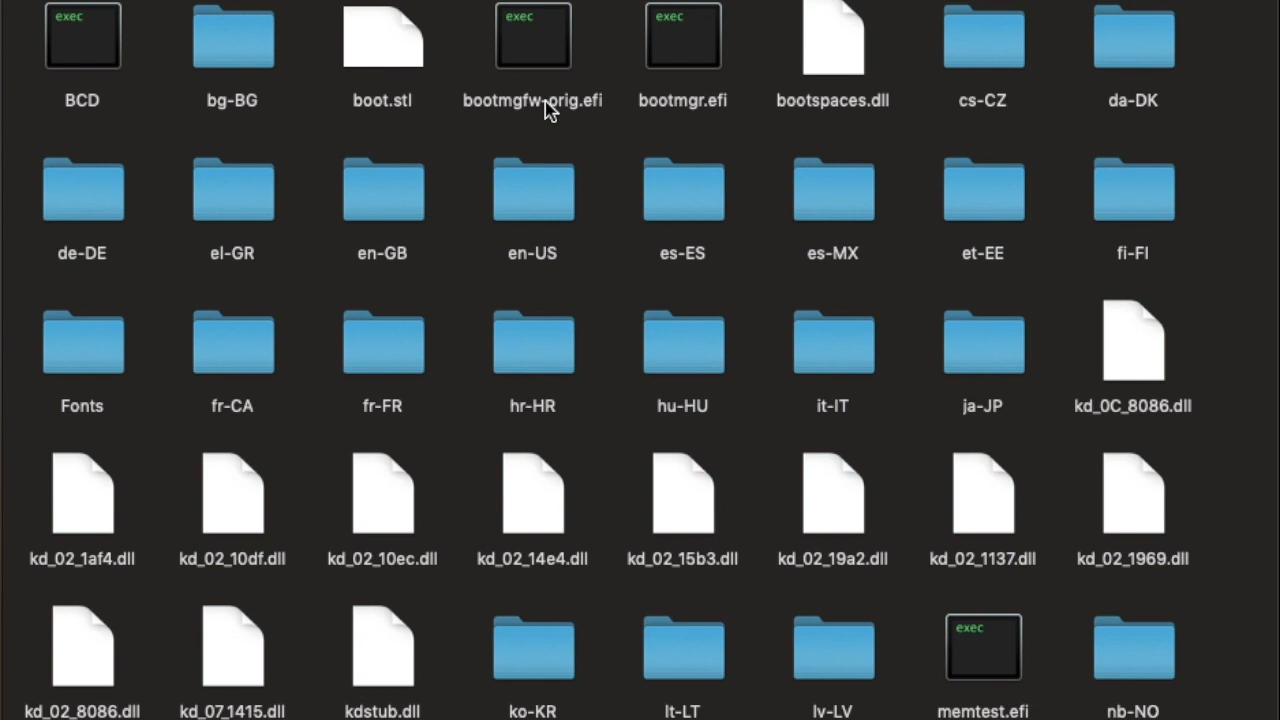 exec
exec
exec
BCD
bg-BG
boot.stl
bootmgfw-orig.efi
bootmgr.efi
bootspaces.dll
cs-CZ
da-DK
de-DE
el-GR
en-GB
en-US
es-ES
es-MX
et-EE
fi-FI
Fonts
fr-CA
fr-FR
hr-HR
hu-HU
it-IT
ja-JP
kd_0C_8086.dll
kd_02_1af4.dll
kd_02_10df.dll
kd_02_10ec.dll
kd_02_14e4.dll
kd_02_15b3.dll
kd_02_19a2.dll
kd_02_1137.dll
kd_02_1969.dll
exec
kd_02_8086.dll
kd_07_1415.dll
kdstub.dll
ko-KR
lt-LT
lv-LV
memtest.efi
nb-NO